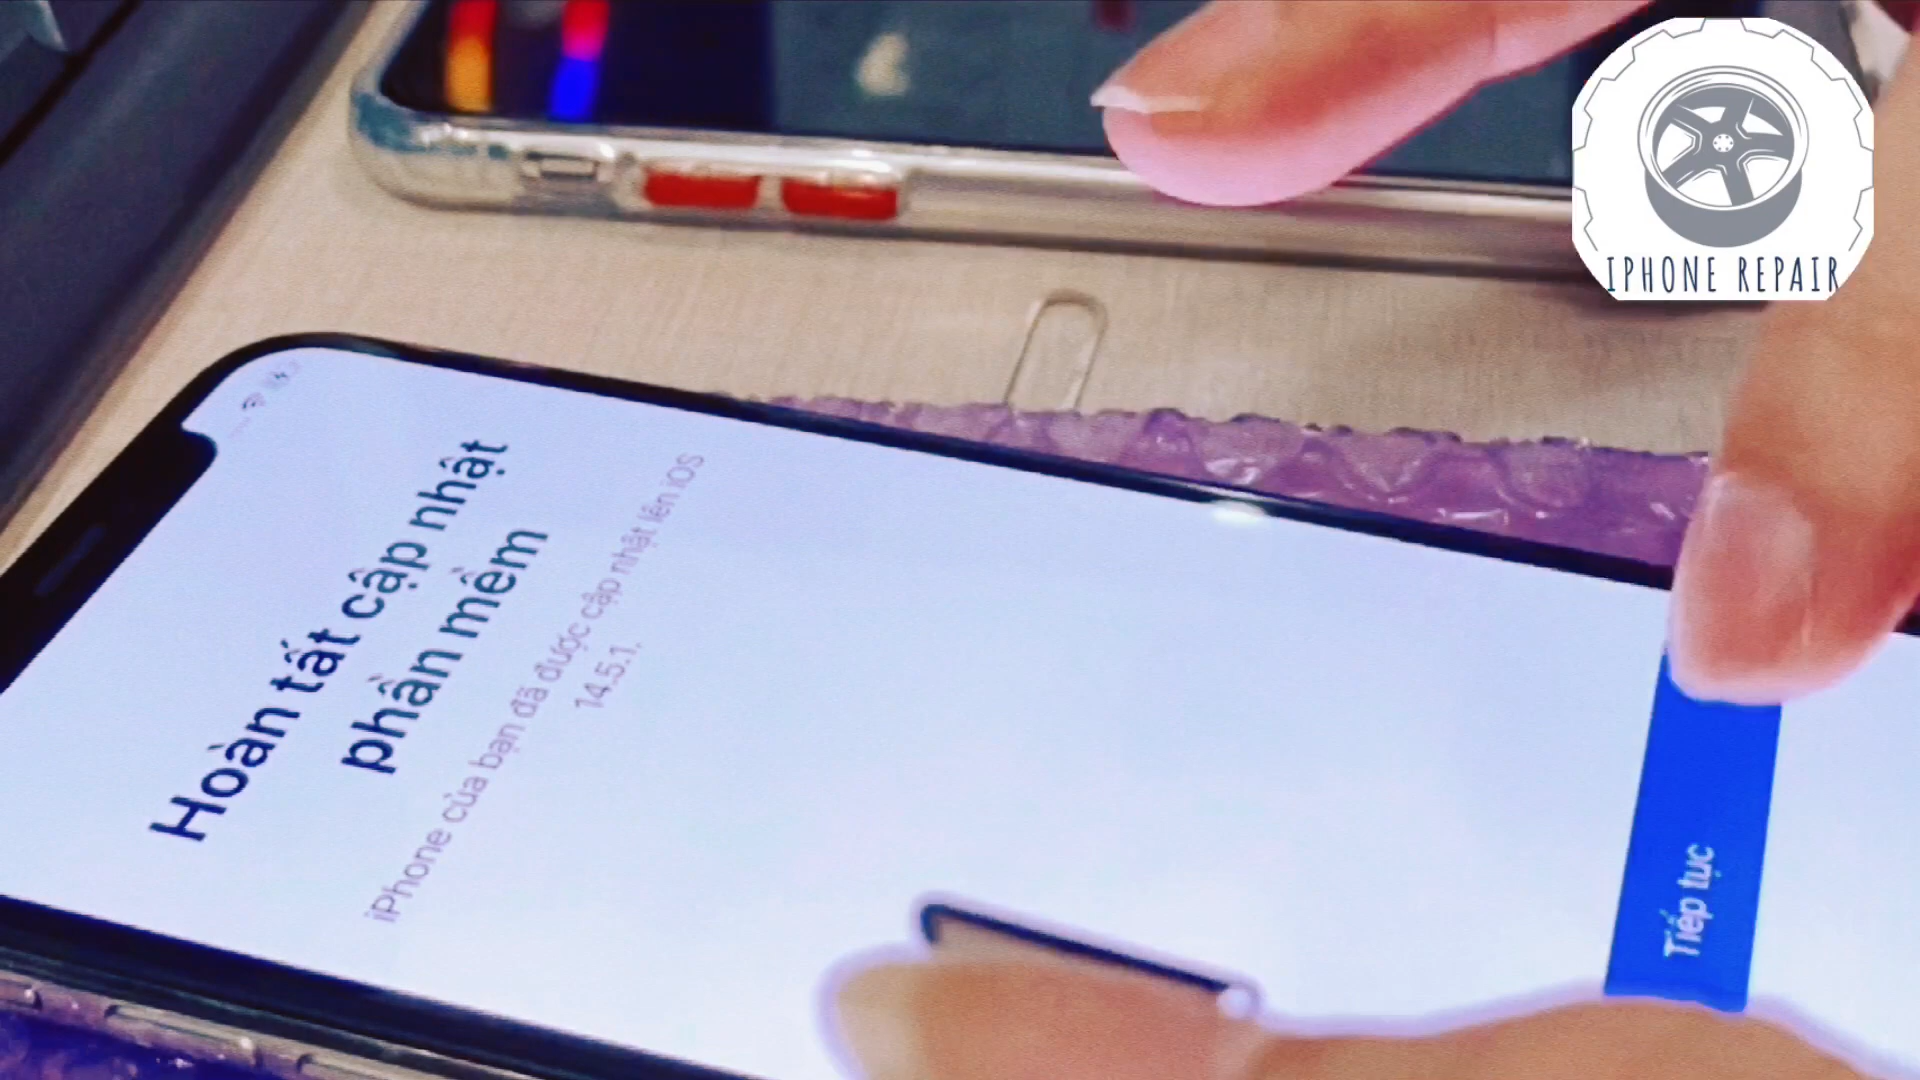 IPHONE REPAIR
Hoàn tất cập nhật
phần mềm
iPhone của bạn đã được cập nhật lên iOS
14.5.1.
Tiếp tục